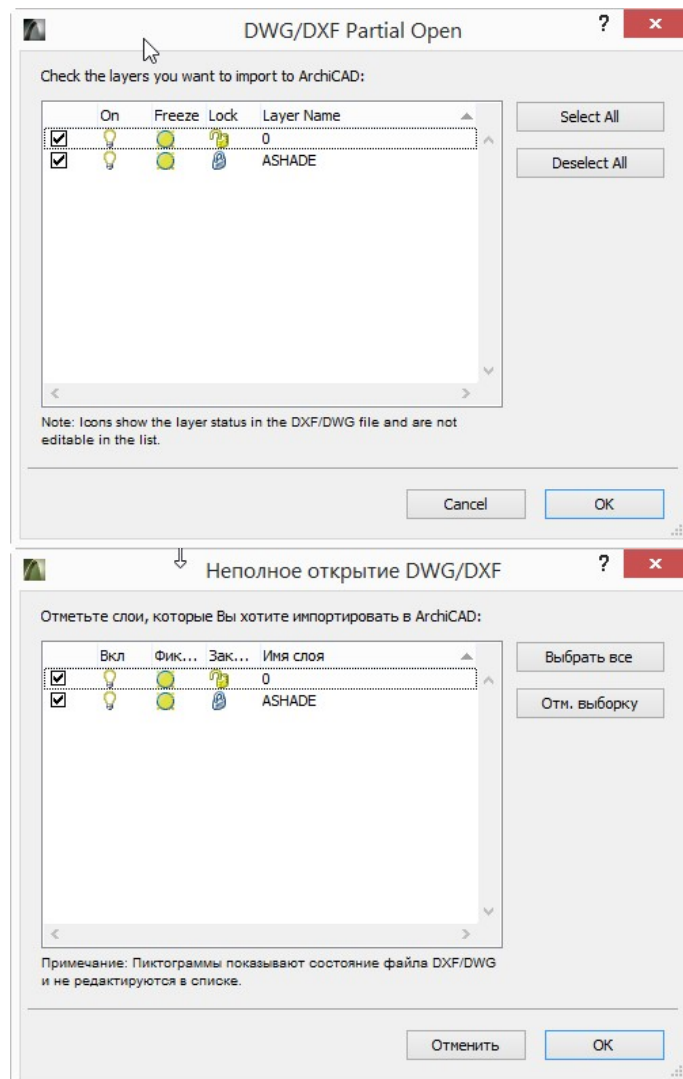 DWG/DXF Partial Open
Check the layers you want to import to ArchiCAD:
On Freeze Lock Layer Name
0
ASHADE
Select All
Deselect All
Note: Icons show the layer status in the DXF/DWG file and are not
editable in the list.
Cancel OK
Неполное открытие DWG/DXF
Отметьте слои, которые Вы хотите импортировать в ArchiCAD:
Вкл Фик... Зак... Имя слоя
0
ASHADE
Выбрать все
Отм. выборку
Примечание: Пиктограммы показывают состояние файла DXF/DWG
и не редактируются в списке.
Отменить OK